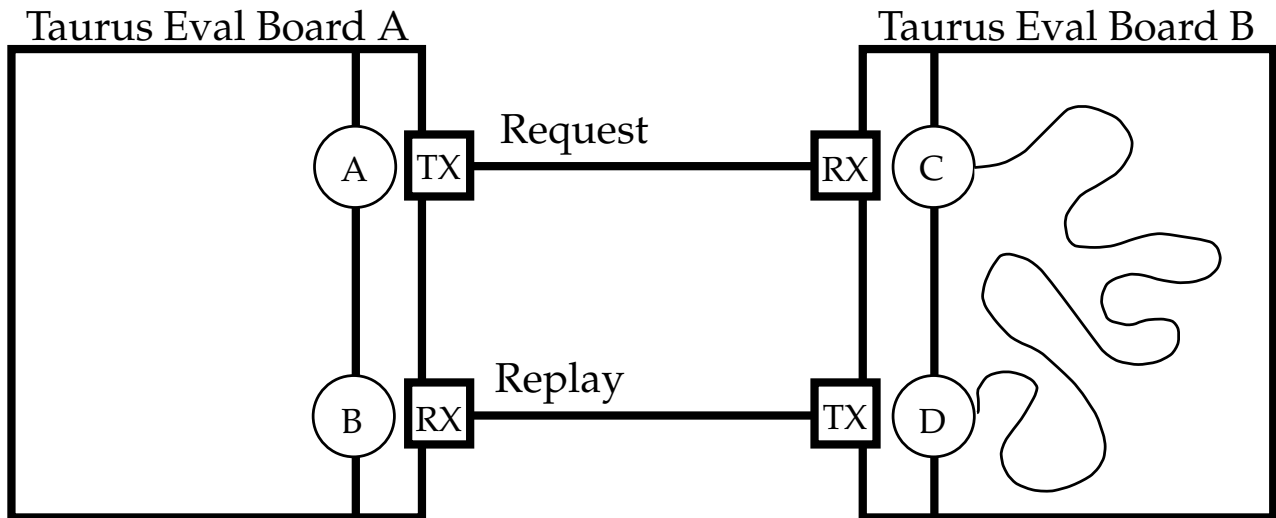 Taurus Eval Board A
Taurus Eval Board B
Request
A
TX
RX
C
Replay
B
RX
TX
D